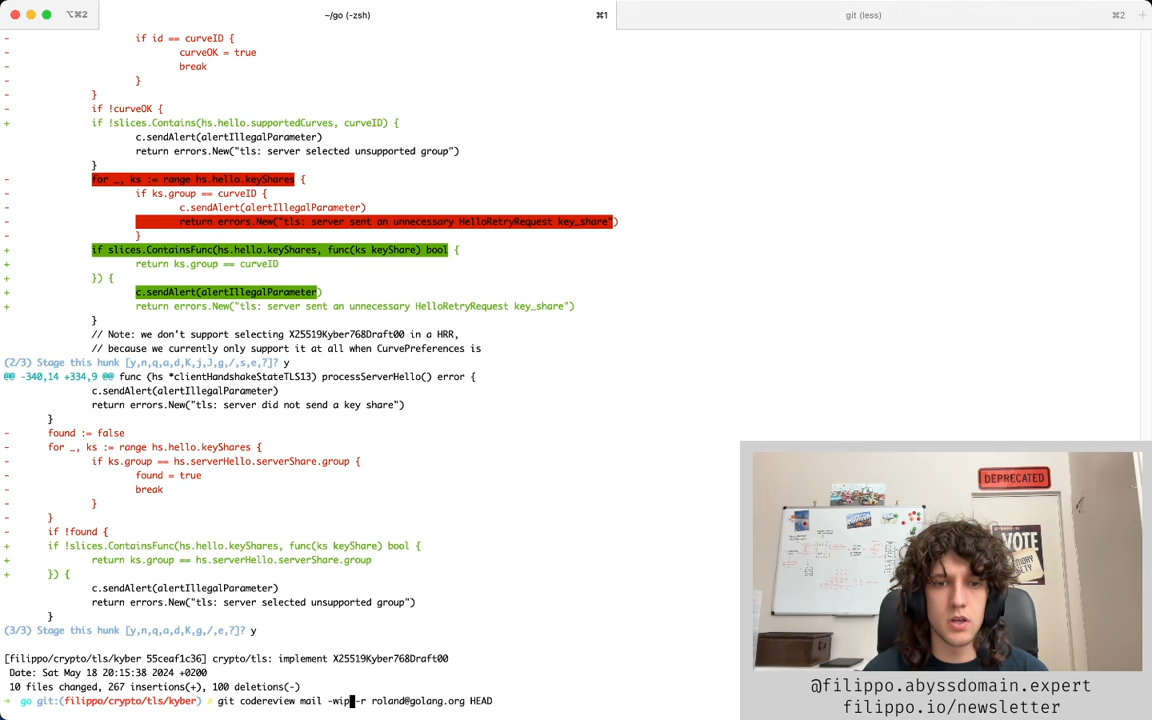 ⌥⌘2
~/go (-zsh)
⌘1
git (less)
⌘2
-                       if id == curveID {
-                               curveOK = true
-                               break
-                       }
-               }
-               if !curveOK {
+               if !slices.Contains(hs.hello.supportedCurves, curveID) {
                        c.sendAlert(alertIllegalParameter)
                        return errors.New("tls: server selected unsupported group")
                }
-               for _, ks := range hs.hello.keyShares {
-                       if ks.group == curveID {
-                               c.sendAlert(alertIllegalParameter)
-                               return errors.New("tls: server sent an unnecessary HelloRetryRequest key_share")
-                       }
+               if slices.ContainsFunc(hs.hello.keyShares, func(ks keyShare) bool {
+                       return ks.group == curveID
+               }) {
+                       c.sendAlert(alertIllegalParameter)
+                       return errors.New("tls: server sent an unnecessary HelloRetryRequest key_share")
                }
                // Note: we don't support selecting X25519Kyber768Draft00 in a HRR,
                // because we currently only support it at all when CurvePreferences is
(2/3) Stage this hunk [y,n,q,a,d,K,j,J,g,/,s,e,?]? y
@@ -340,14 +334,9 @@ func (hs *clientHandshakeStateTLS13) processServerHello() error {
                c.sendAlert(alertIllegalParameter)
                return errors.New("tls: server did not send a key share")
        }
-       found := false
-       for _, ks := range hs.hello.keyShares {
-               if ks.group == hs.serverHello.serverShare.group {
-                       found = true
-                       break
-               }
-       }
-       if !found {
+       if !slices.ContainsFunc(hs.hello.keyShares, func(ks keyShare) bool {
+               return ks.group == hs.serverHello.serverShare.group
+       }) {
                c.sendAlert(alertIllegalParameter)
                return errors.New("tls: server selected unsupported group")
        }
(3/3) Stage this hunk [y,n,q,a,d,K,g,/,e,?]? y
[filippo/crypto/tls/kyber 55ceaf1c36] crypto/tls: implement X25519Kyber768Draft00
 Date: Sat May 18 20:15:38 2024 +0200
 10 files changed, 267 insertions(+), 100 deletions(-)
➜  go git:(filippo/crypto/tls/kyber) ✗ git codereview mail -wip -r roland@golang.org HEAD
DEPRECATED
VOTE
@filippo.abyssdomain.expert
filippo.io/newsletter